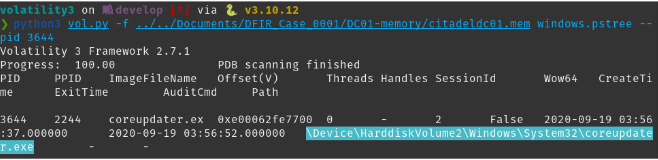 volatility3 on develop [!] via v3.10.12
❯ python3 vol.py -f ../../Documents/DFIR_Case_0001/DC01-memory/citadeldc01.mem windows.pstree --
pid 3644
Volatility 3 Framework 2.7.1
Progress:  100.00               PDB scanning finished
PID     PPID    ImageFileName   Offset(V)       Threads Handles SessionId       Wow64   CreateTi
me      ExitTime        AuditCmd     Path
3644    2244    coreupdater.ex  0xe00062fe7700  0       -       2       False   2020-09-19 03:56
:37.000000      2020-09-19 03:56:52.000000      \Device\HarddiskVolume2\Windows\System32\coreupdate
r.exe   -       -